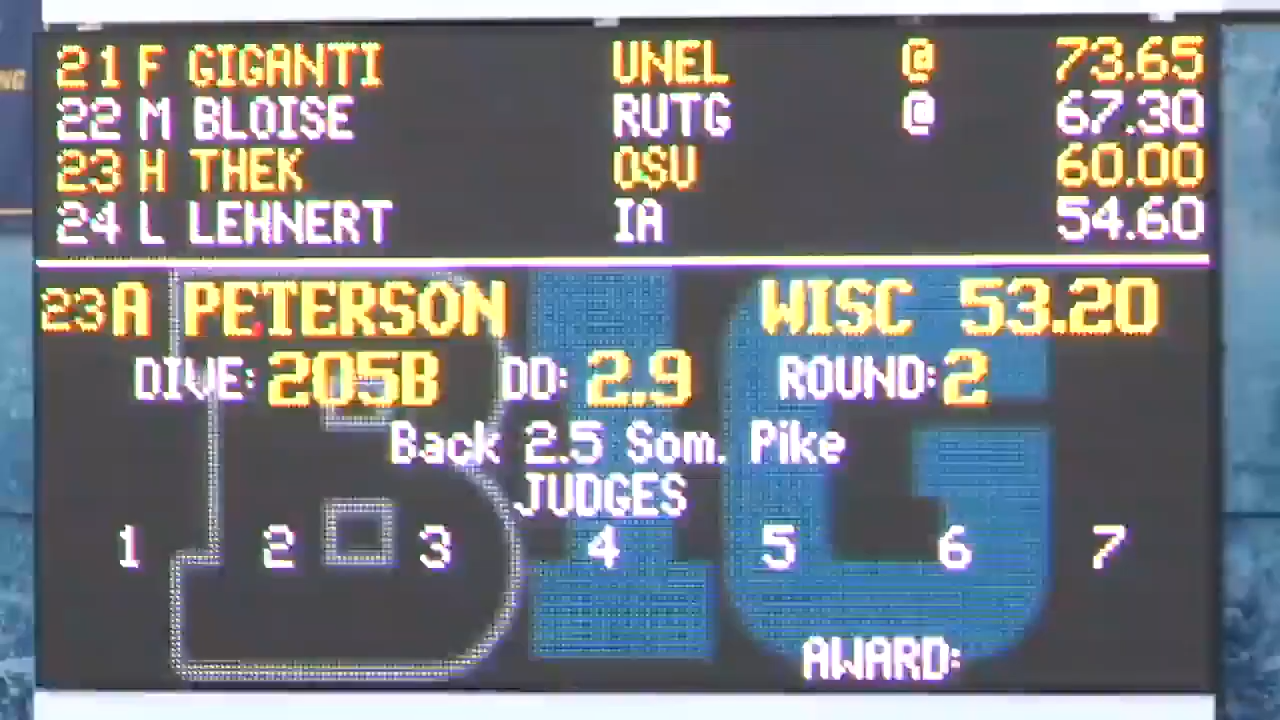 NG
21 F GIGANTI UNEL @ 73.65
22 M BLOISE RUTG @ 67.30
23 H THEK OSU 60.00
24 L LEHNERT IA 54.60
23 A PETERSON WISC 53.20
DIVE: 205B DD: 2.9 ROUND: 2
Back 2.5 Som. Pike
JUDGES
1 2 3 4 5 6 7
AWARD:
B1G